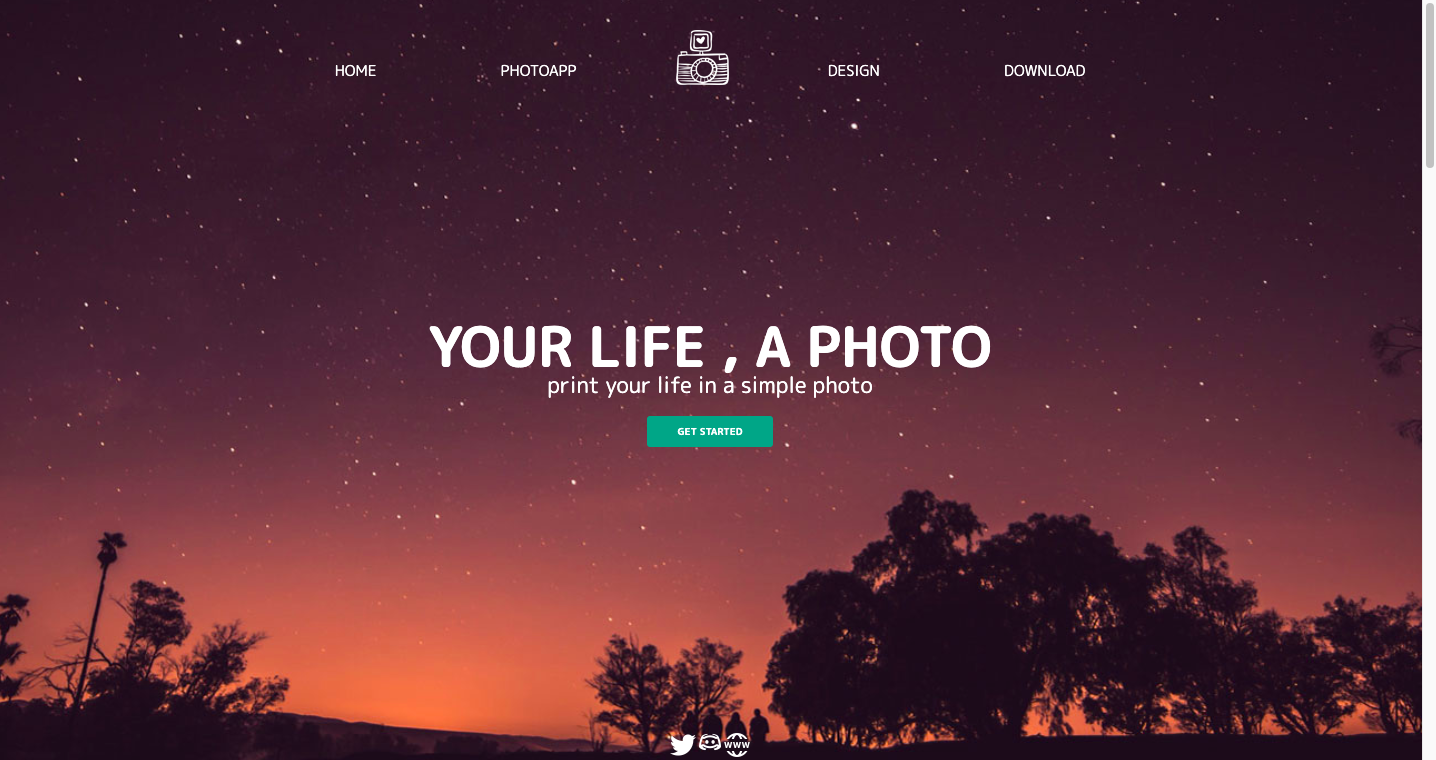 HOME PHOTOAPP DESIGN DOWNLOAD
YOUR LIFE , A PHOTO
print your life in a simple photo
GET STARTED
WWW